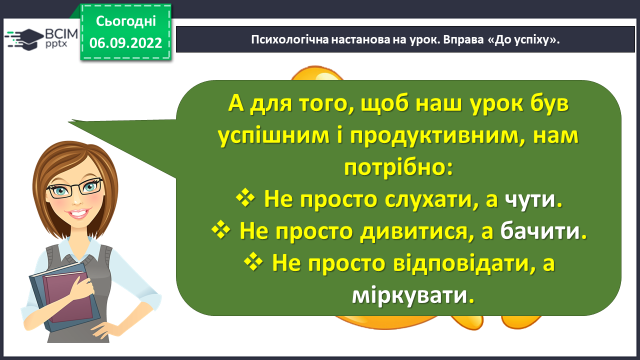 Сьогодні
06.09.2022
BCIM
pptx
Психологічна настанова на урок. Вправа «До успіху».
А для того, щоб наш урок був
успішним і продуктивним, нам
потрібно:
❖ Не просто слухати, а чути.
❖ Не просто дивитися, а бачити.
❖ Не просто відповідати, а
міркувати.